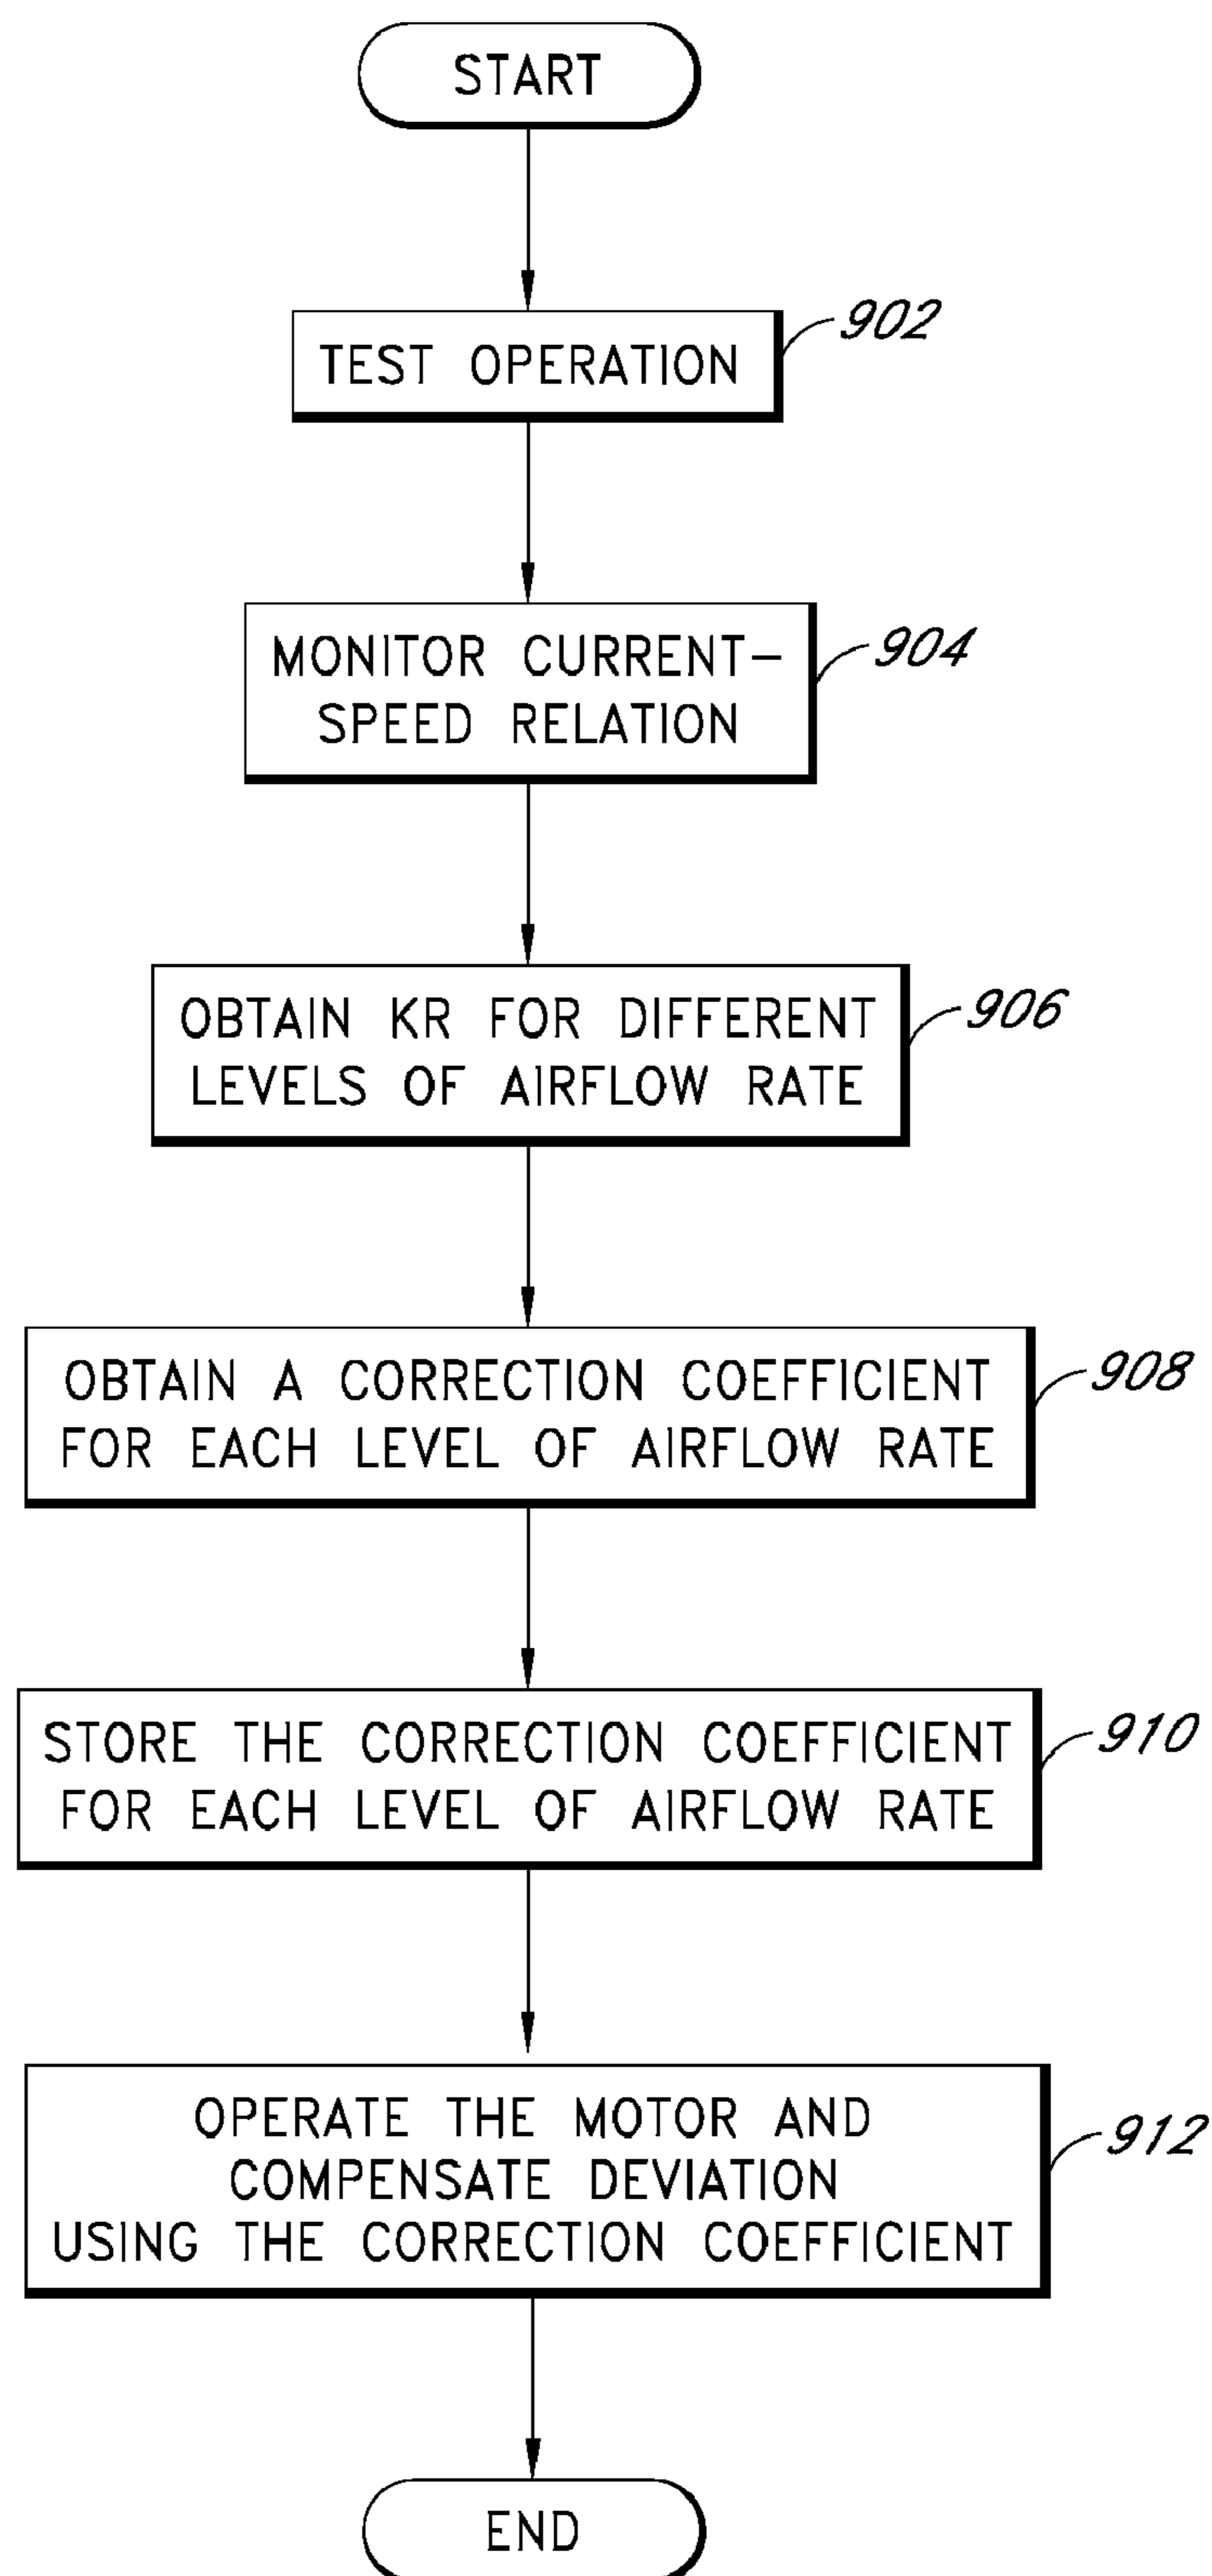 START
TEST OPERATION
902
MONITOR CURRENT-
SPEED RELATION
904
OBTAIN KR FOR DIFFERENT
LEVELS OF AIRFLOW RATE
906
OBTAIN A CORRECTION COEFFICIENT
FOR EACH LEVEL OF AIRFLOW RATE
908
STORE THE CORRECTION COEFFICIENT
FOR EACH LEVEL OF AIRFLOW RATE
910
OPERATE THE MOTOR AND
COMPENSATE DEVIATION
USING THE CORRECTION COEFFICIENT
912
END